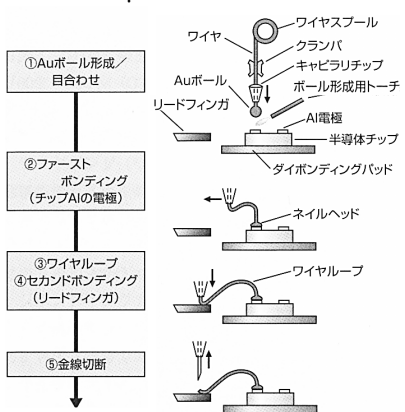 ワイヤスプール
ワイヤ
クランパ
キャピラリチップ
Auボール
ボール形成用トーチ
リードフィンガ
Al電極
半導体チップ
ダイボンディングパッド
①Auボール形成／
目合わせ
②ファースト
ボンディング
(チップAlの電極)
ネイルヘッド
③ワイヤループ
④セカンドボンディング
(リードフィンガ)
ワイヤループ
⑤金線切断